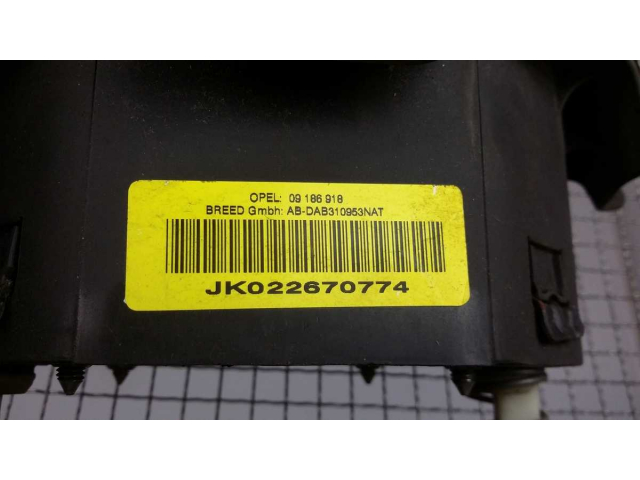 OPEL: 09 186 918
BREED Gmbh: AB-DAB310953NAT
JK022670774